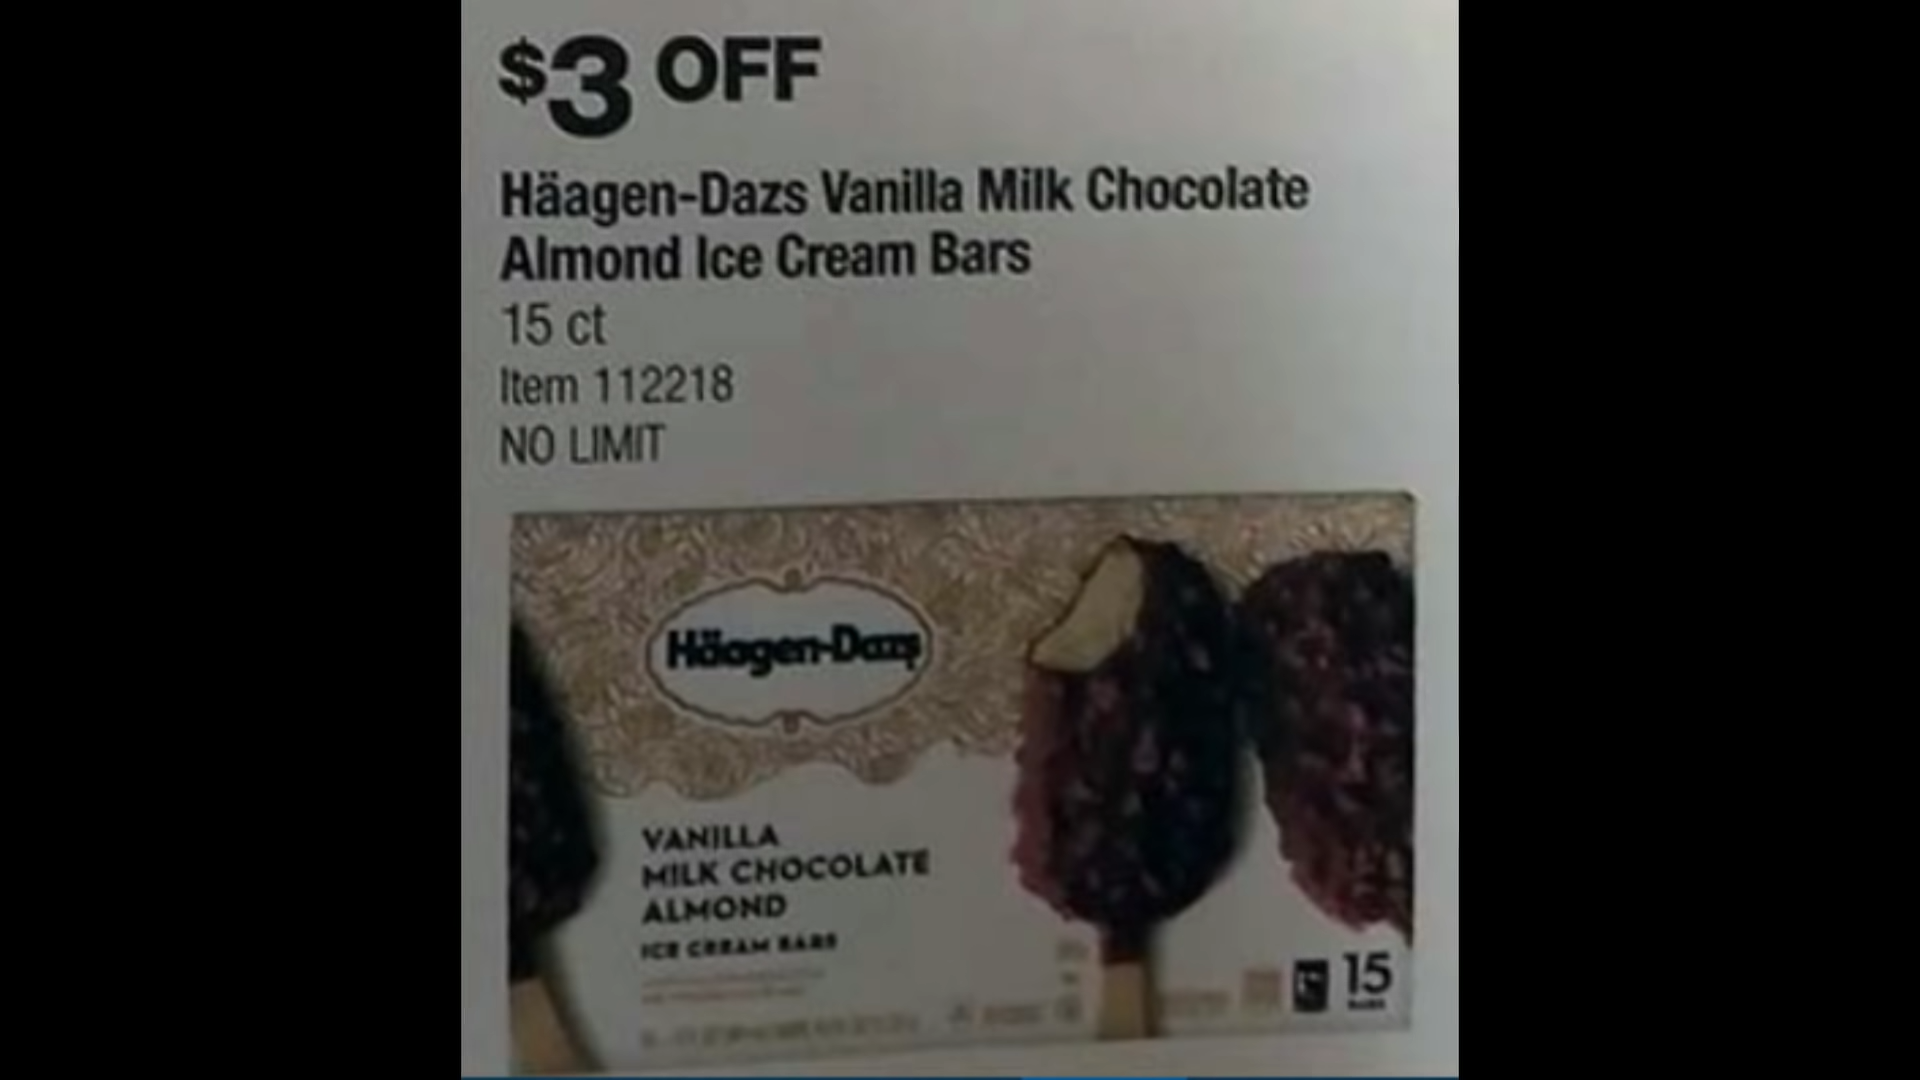 $3 OFF
Häagen-Dazs Vanilla Milk Chocolate
Almond Ice Cream Bars
15 ct
Item 112218
NO LIMIT
Häagen-Dazs
VANILLA
MILK CHOCOLATE
ALMOND
ICE CREAM BARS
15
BARS